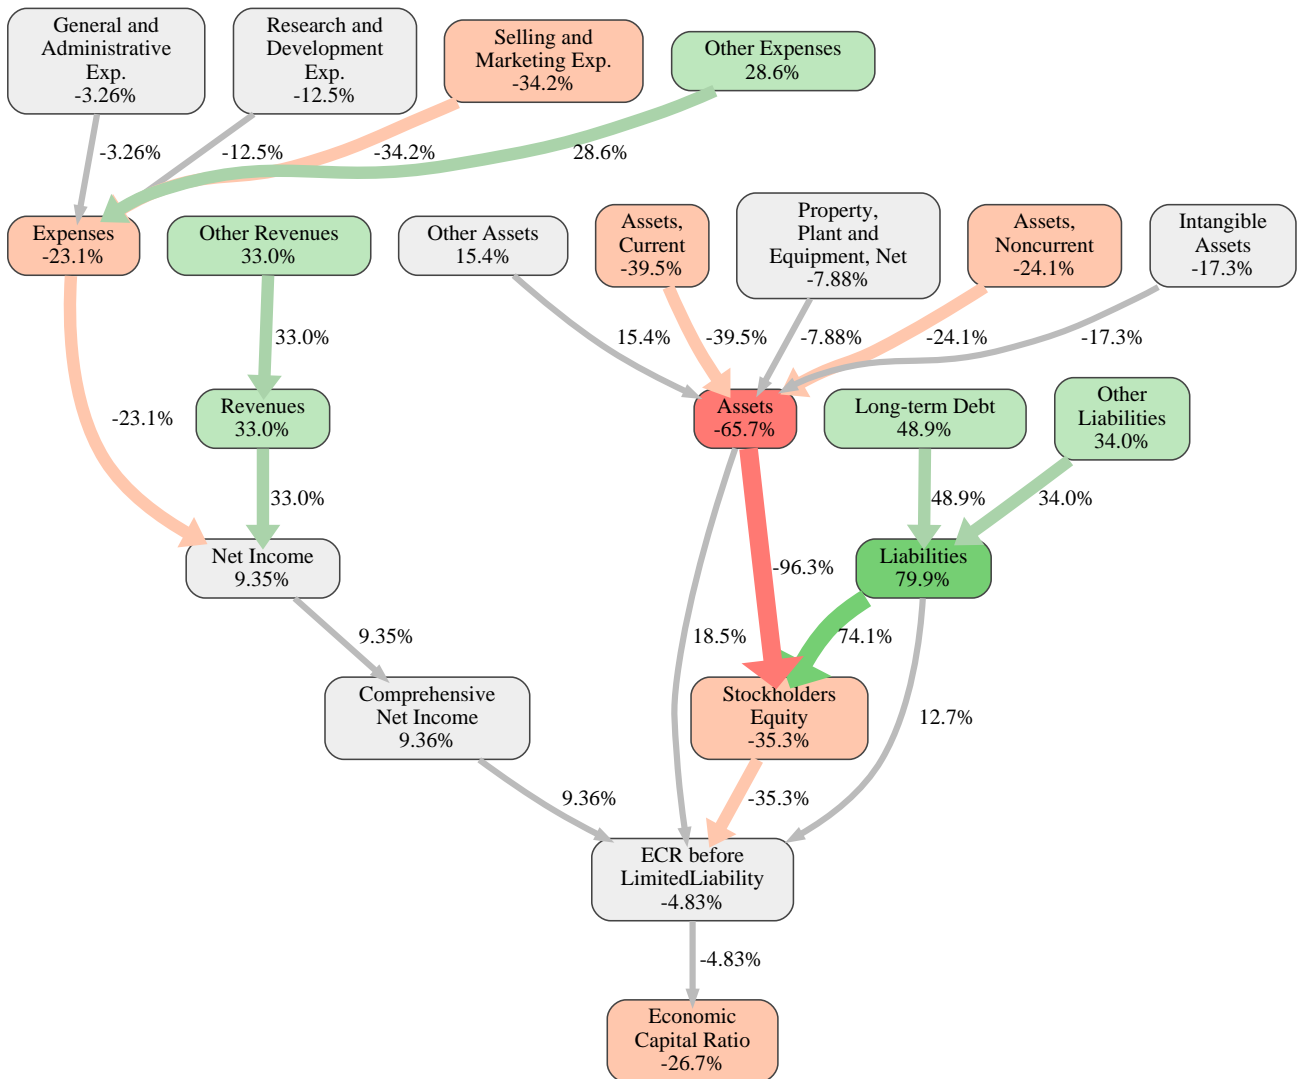 General and
Administrative
Exp.
-3.26%
Research and
Development
Exp.
-12.5%
Selling and
Marketing Exp.
-34.2%
Other Expenses
28.6%
-3.26%
-12.5%
-34.2%
28.6%
Expenses
-23.1%
Other Revenues
33.0%
Other Assets
15.4%
Assets,
Current
-39.5%
Property,
Plant and
Equipment, Net
-7.88%
Assets,
Noncurrent
-24.1%
Intangible
Assets
-17.3%
33.0%
15.4%
-39.5%
-7.88%
-24.1%
-17.3%
-23.1%
Revenues
33.0%
Assets
-65.7%
Long-term Debt
48.9%
Other
Liabilities
34.0%
33.0%
48.9%
34.0%
Net Income
9.35%
-96.3%
Liabilities
79.9%
9.35%
18.5%
74.1%
12.7%
Comprehensive
Net Income
9.36%
Stockholders
Equity
-35.3%
9.36%
-35.3%
ECR before
LimitedLiability
-4.83%
-4.83%
Economic
Capital Ratio
-26.7%